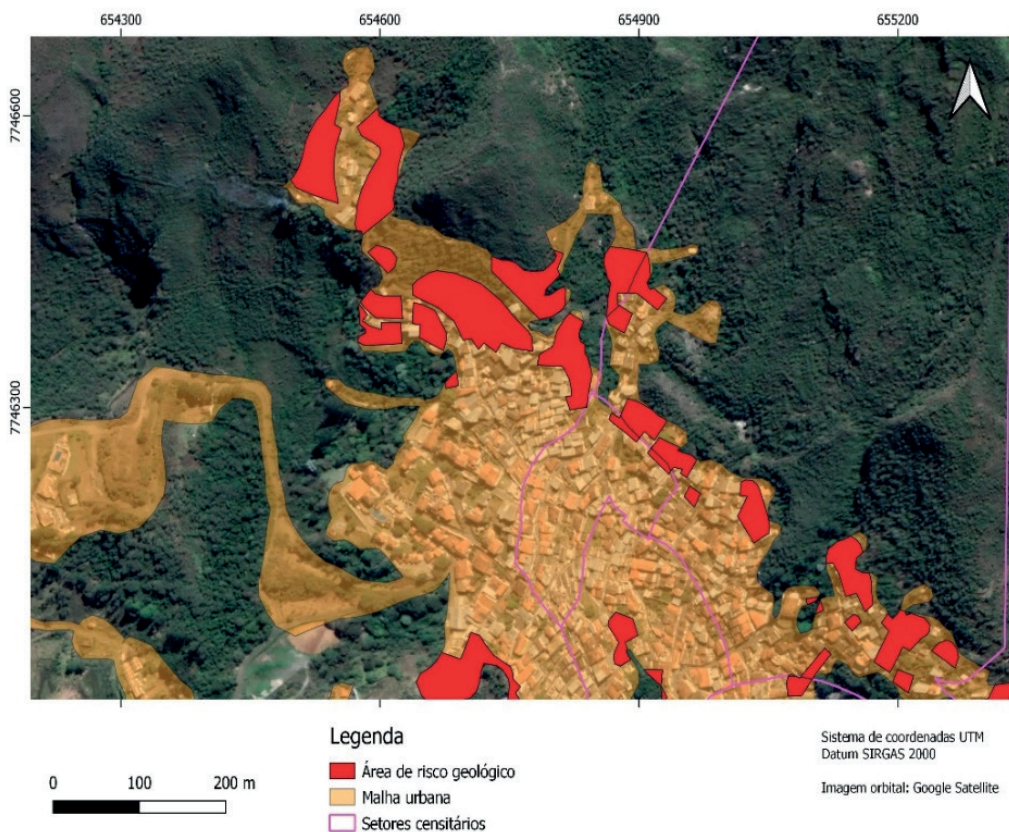 654300 654600 654900 655200
7746600
7746300
Legenda
Área de risco geológico
Malha urbana
Setores censitários
0 100 200 m
Sistema de coordenadas UTM
Datum SIRGAS 2000
Imagem orbital: Google Satellite